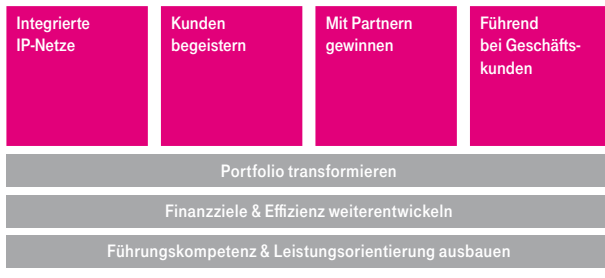 Integrierte
IP-Netze
Kunden
begeistern
Mit Partnern
gewinnen
Führend
bei Geschäfts-
kunden
Portfolio transformieren
Finanzziele & Effizienz weiterentwickeln
Führungskompetenz & Leistungsorientierung ausbauen